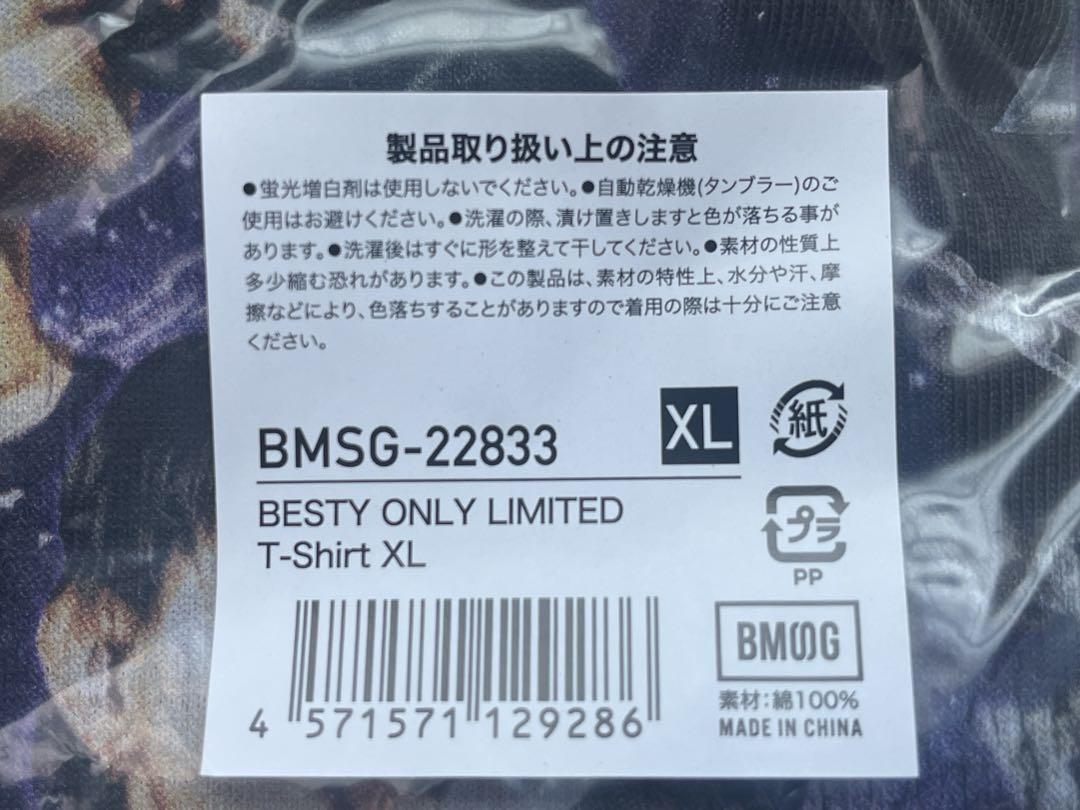 製品取り扱い上の注意
●蛍光増白剤は使用しないでください。●自動乾燥機(タンブラー)のご
使用はお避けください。●洗濯の際、漬け置きしますと色が落ちる事が
あります。●洗濯後はすぐに形を整えて干してください。●素材の性質上
多少縮む恐れがあります。●この製品は、素材の特性上、水分や汗、摩
擦などにより、色落ちすることがありますので着用の際は十分にご注意
ください。
BMSG-22833
XL
紙
BESTY ONLY LIMITED
T-Shirt XL
プラ
PP
4 571571 129286
BMSG
素材:綿100%
MADE IN CHINA